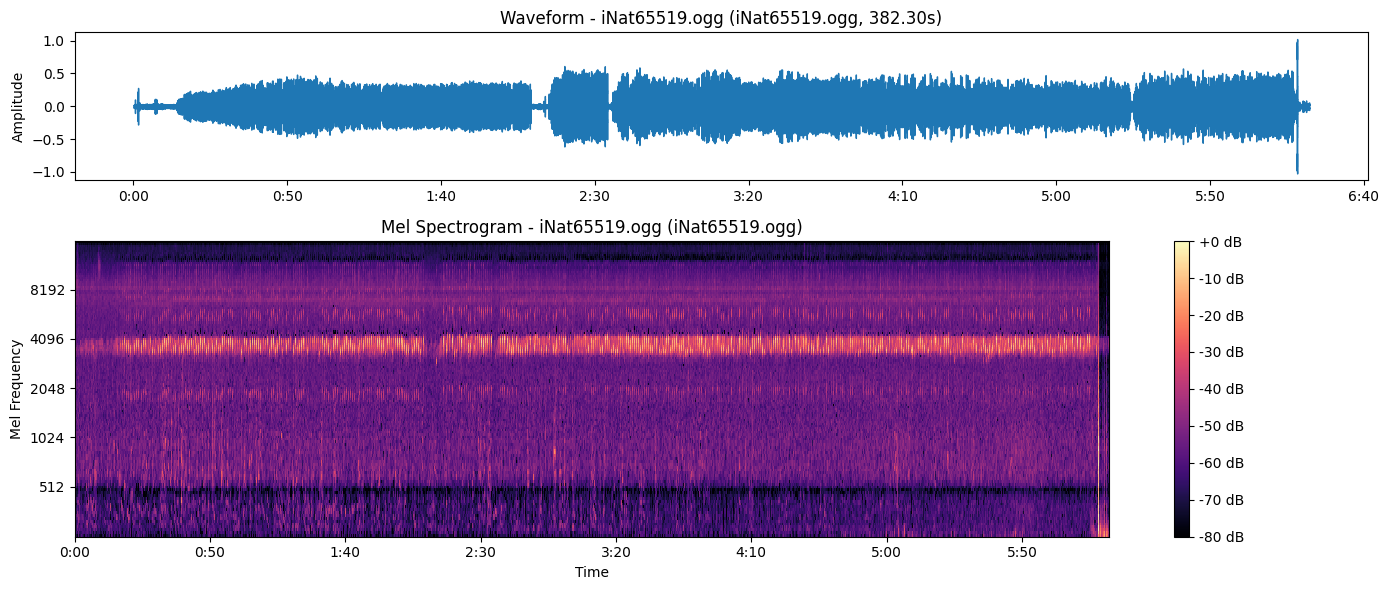 Waveform - iNat65519.ogg (iNat65519.ogg, 382.30s)
1.0
0.5
0.0
−0.5
−1.0
Amplitude
0:00 0:50 1:40 2:30 3:20 4:10 5:00 5:50 6:40
Mel Spectrogram - iNat65519.ogg (iNat65519.ogg)
8192
4096
2048
1024
512
Mel Frequency
0:00 0:50 1:40 2:30 3:20 4:10 5:00 5:50
Time
+0 dB
-10 dB
-20 dB
-30 dB
-40 dB
-50 dB
-60 dB
-70 dB
-80 dB